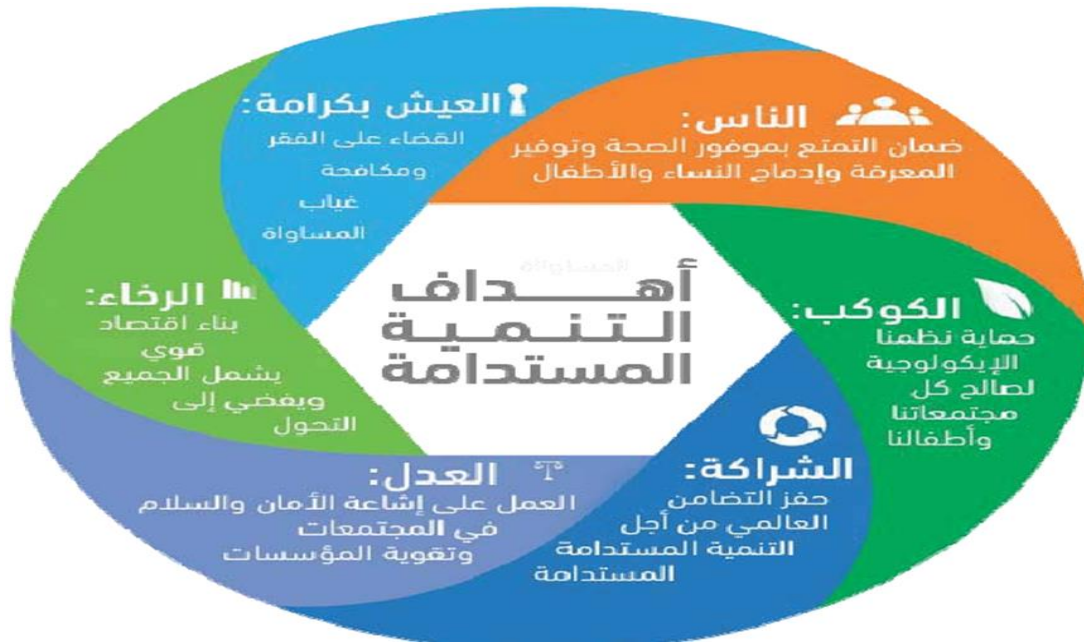 أهداف
التنمية
المستدامة
العيش بكرامة:
القضاء على الفقر
ومكافحة
غياب
المساواة
الناس:
ضمان التمتع بموفور الصحة وتوفير
المعرفة وإدماج النساء والأطفال
الكوكب:
حماية نظمنا
الإيكولوجية
لصالح كل
مجتمعاتنا
وأطفالنا
الشراكة:
حفز التضامن
العالمي من أجل
التنمية المستدامة
المستدامة
العدل:
العمل على إشاعة الأمان والسلام
في المجتمعات
وتقوية المؤسسات
الرخاء:
بناء اقتصاد
قوي
يشمل الجميع
ويفضي إلى
التحول
المساواة